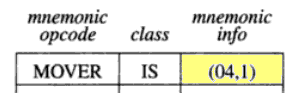 mnemonic mnemonic
opcode class info
MOVER IS (04,1)